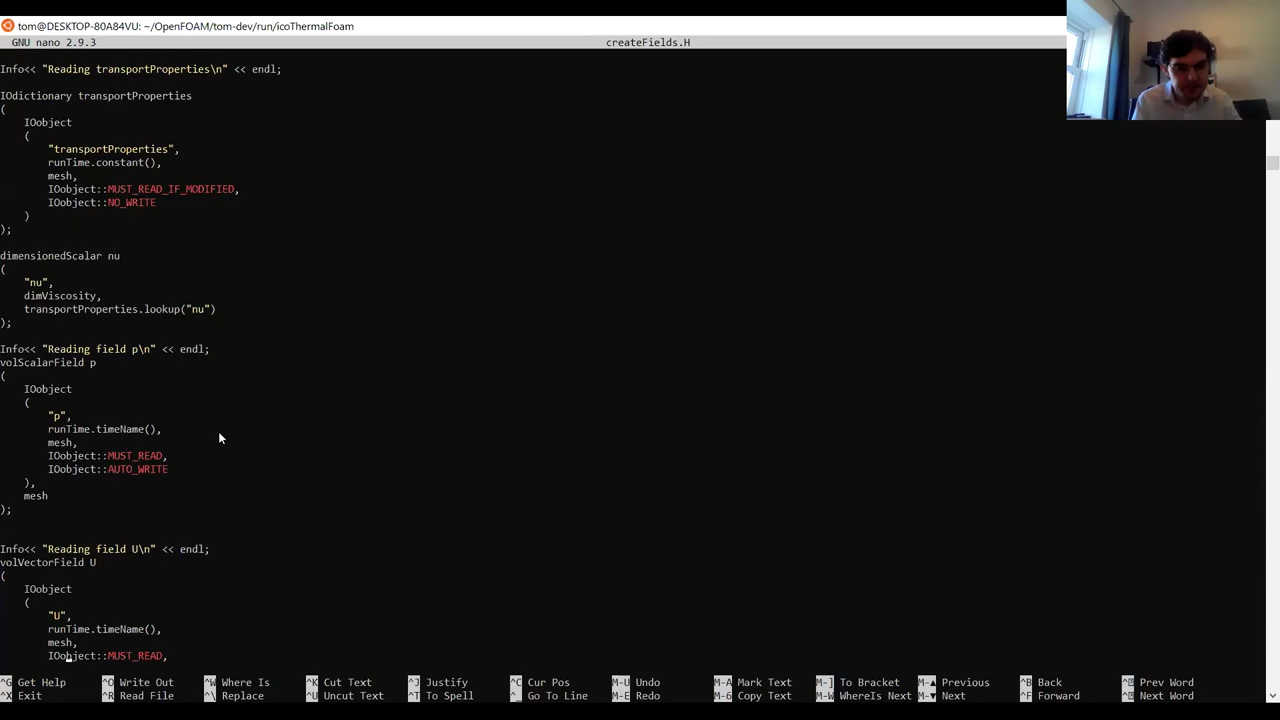 tom@DESKTOP-80A84VU: ~/OpenFOAM/tom-dev/run/icoThermalFoam
GNU nano 2.9.3 createFields.H
Info<< "Reading transportProperties\n" << endl;
IOdictionary transportProperties
(
IOobject
(
"transportProperties",
runTime.constant(),
mesh,
IOobject::MUST_READ_IF_MODIFIED,
IOobject::NO_WRITE
)
);
dimensionedScalar nu
(
"nu",
dimViscosity,
transportProperties.lookup("nu")
);
Info<< "Reading field p\n" << endl;
volScalarField p
(
IOobject
(
"p",
runTime.timeName(),
mesh,
IOobject::MUST_READ,
IOobject::AUTO_WRITE
),
mesh
);
Info<< "Reading field U\n" << endl;
volVectorField U
(
IOobject
(
"U",
runTime.timeName(),
mesh,
IOobject::MUST_READ,
^G Get Help ^O Write Out ^W Where Is ^K Cut Text ^J Justify ^C Cur Pos M-U Undo M-A Mark Text M-] To Bracket M-▲ Previous ^B Back Prev Word
^X Exit ^R Read File ^\ Replace ^U Uncut Text ^T To Spell ^_ Go To Line M-E Redo M-6 Copy Text M-W WhereIs Next M-▼ Next ^F Forward Next Word